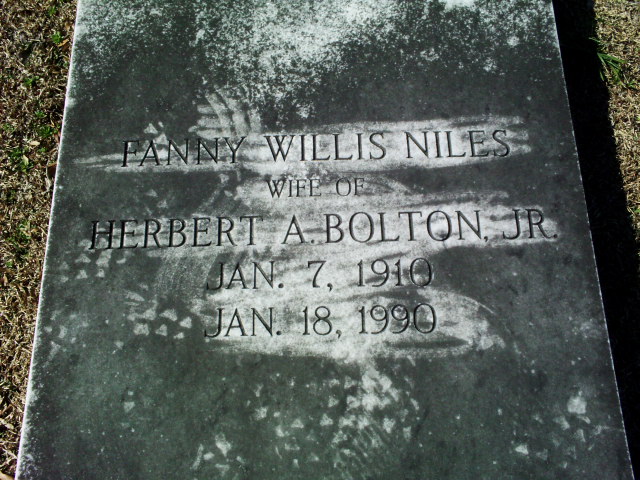 FANNY WILLIS NILES
WIFE OF
HERBERT A. BOLTON, JR.
JAN. 7, 1910
JAN. 18, 1990